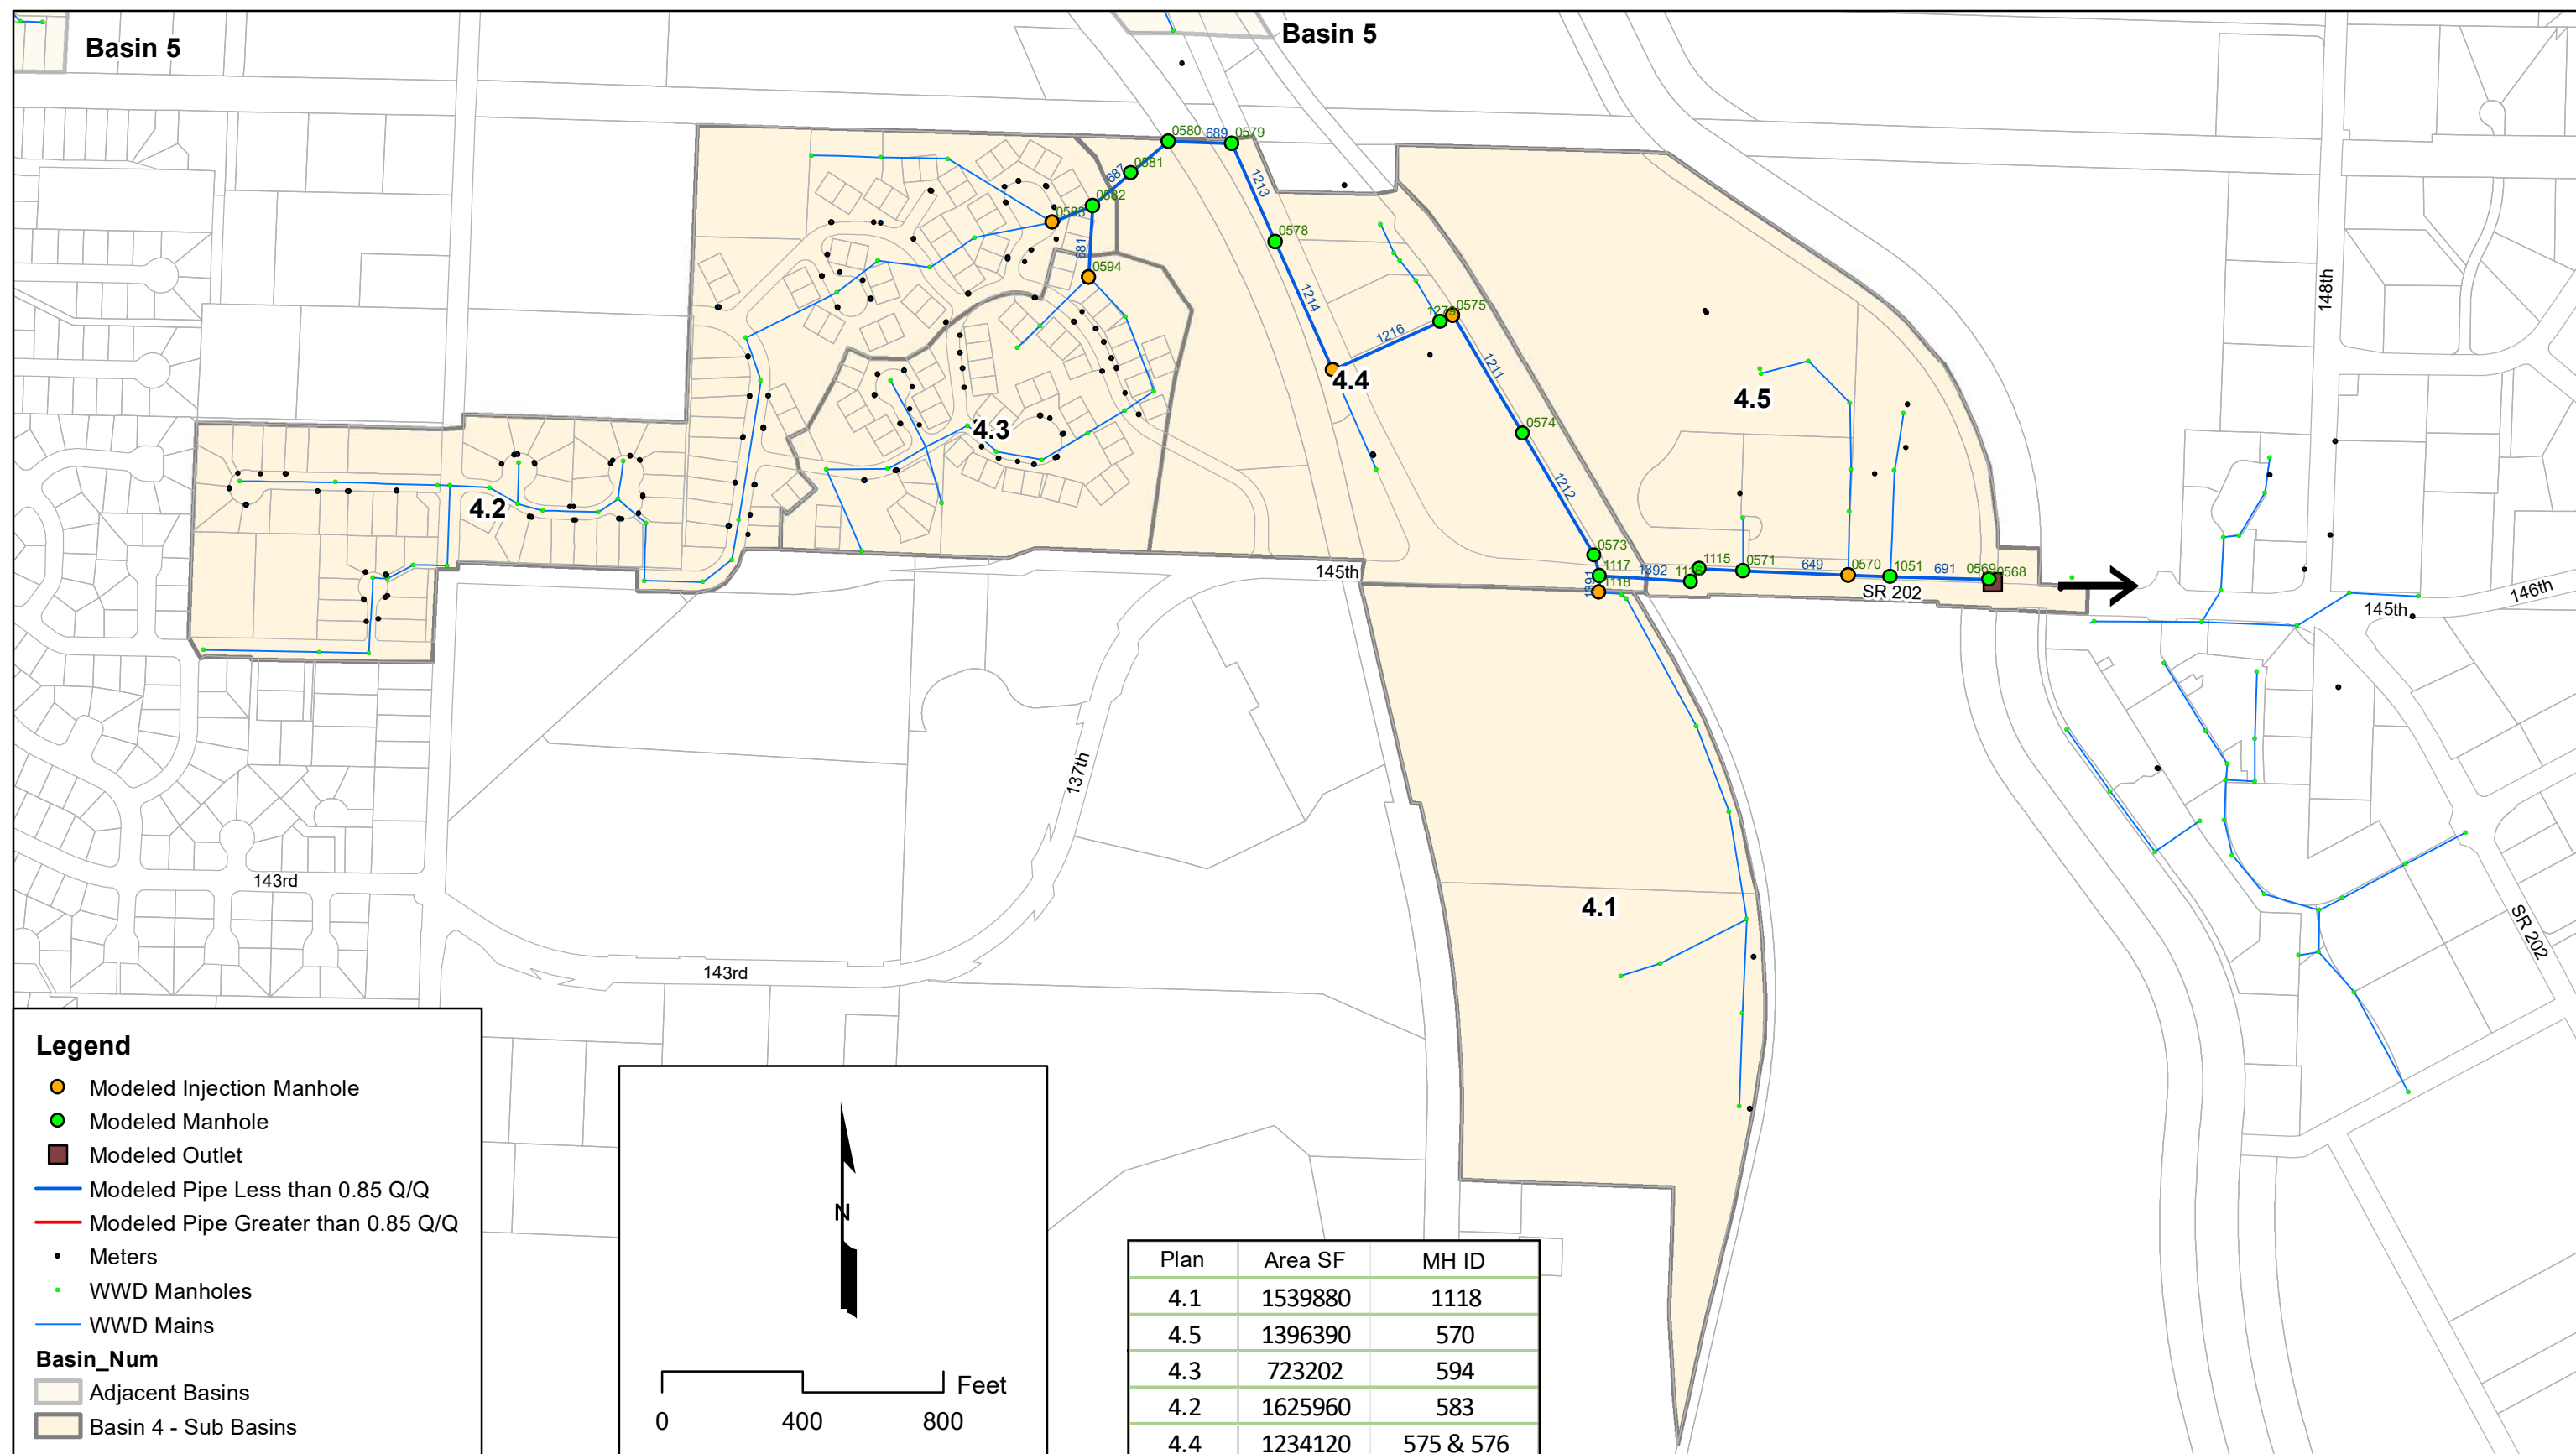 Basin 5
Basin 5
0580
689
0579
0581
687
0582
0583
681
0594
1213
0578
1214
1216
0575
4.4
1211
0574
1212
4.5
4.3
4.2
148th
0573
1117
1118
1392
1115
0571
649
0570
1051
691
0569
0568
SR 202
145th
145th
146th
137th
143rd
143rd
4.1
SR 202
Legend
Modeled Injection Manhole
Modeled Manhole
Modeled Outlet
Modeled Pipe Less than 0.85 Q/Q
Modeled Pipe Greater than 0.85 Q/Q
Meters
WWD Manholes
WWD Mains
Basin_Num
Adjacent Basins
Basin 4 - Sub Basins
N
Feet
0 400 800
Plan Area SF MH ID
4.1 1539880 1118
4.5 1396390 570
4.3 723202 594
4.2 1625960 583
4.4 1234120 575 & 576